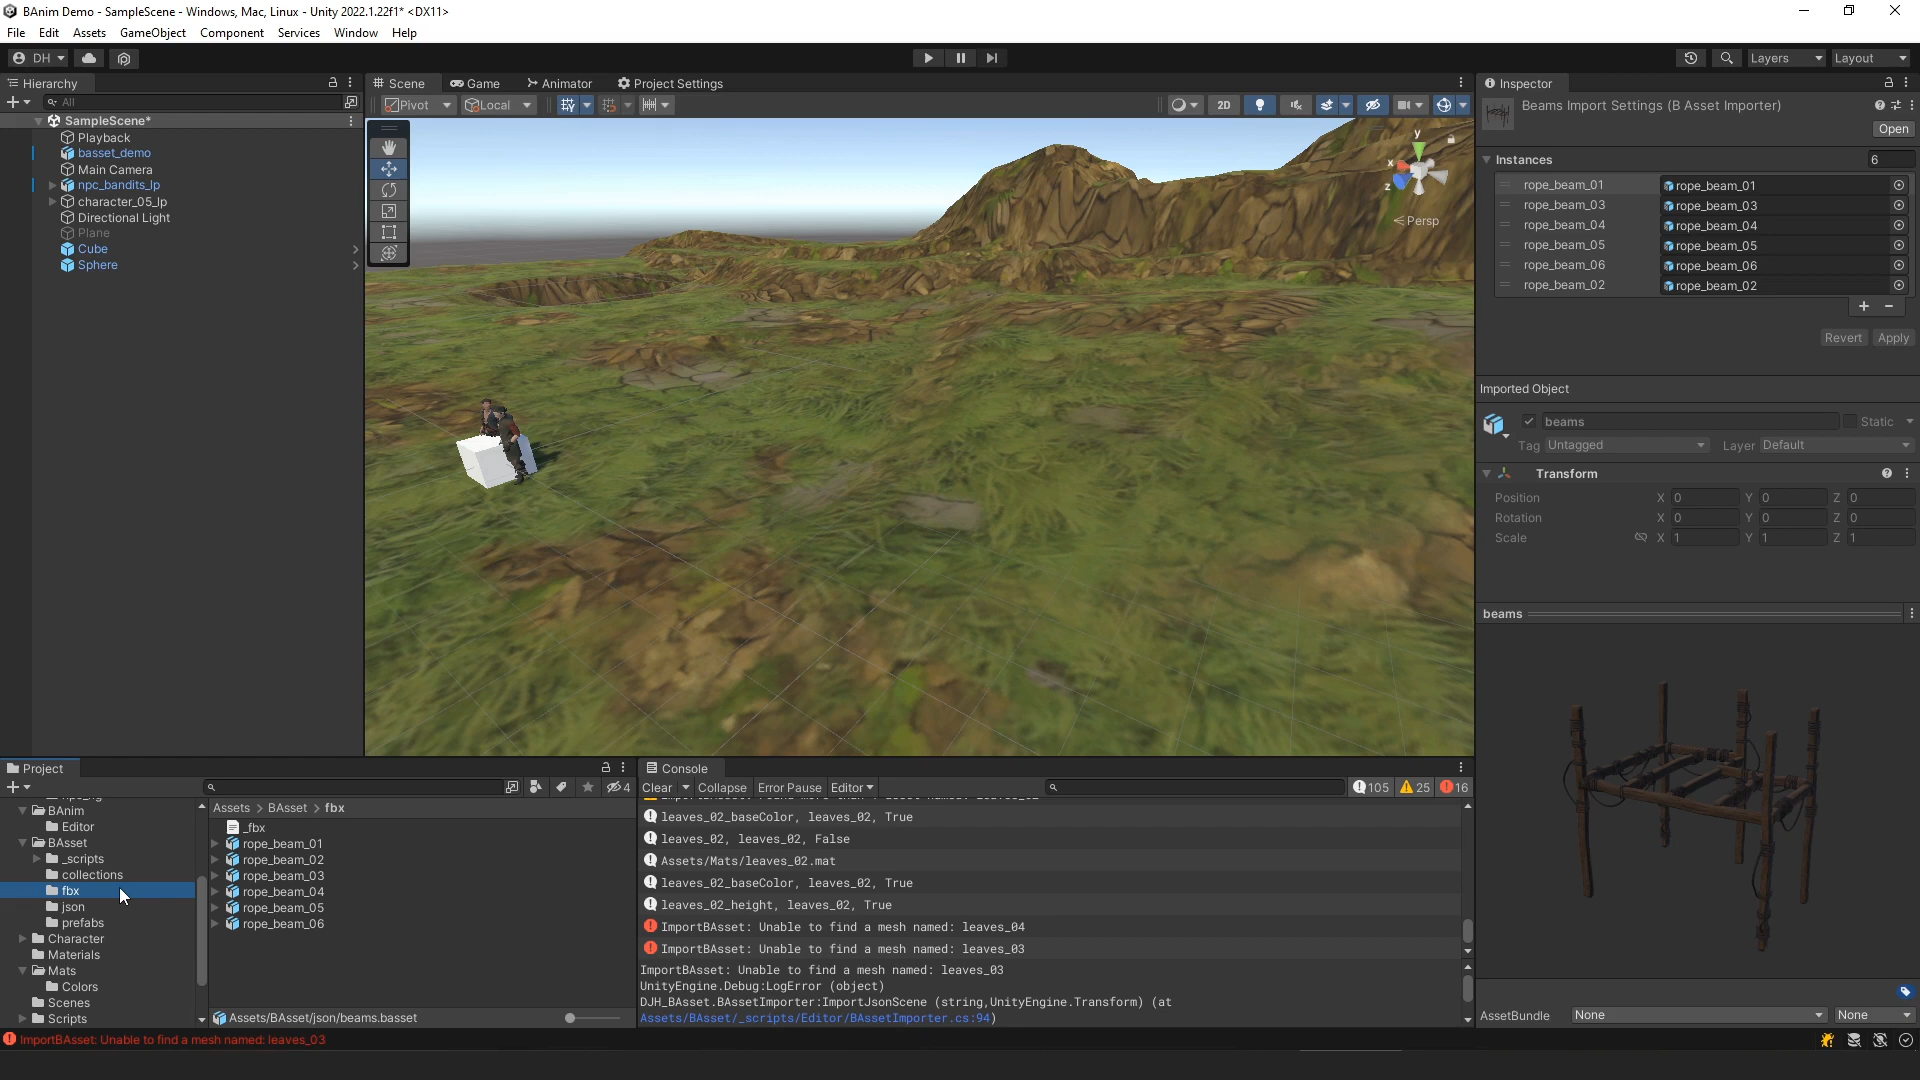 BAnim Demo - SampleScene - Windows, Mac, Linux - Unity 2022.1.22f1* <DX11>
File Edit Assets GameObject Component Services Window Help
DH
Layers Layout
Hierarchy
All
SampleScene*
Playback
basset_demo
Main Camera
npc_bandits_lp
character_05_lp
Directional Light
Plane
Cube
Sphere
Scene Game Animator Project Settings
Pivot Local 2D
y
x
z
Persp
Inspector
Beams Import Settings (B Asset Importer)
Open
Instances 6
rope_beam_01 rope_beam_01
rope_beam_03 rope_beam_03
rope_beam_04 rope_beam_04
rope_beam_05 rope_beam_05
rope_beam_06 rope_beam_06
rope_beam_02 rope_beam_02
Revert Apply
Imported Object
beams Static
Tag Untagged Layer Default
Transform
Position X 0 Y 0 Z 0
Rotation X 0 Y 0 Z 0
Scale X 1 Y 1 Z 1
beams
AssetBundle None None
Project
4
BAnim
Editor
BAsset
_scripts
collections
fbx
json
prefabs
Character
Materials
Mats
Colors
Scenes
Scripts
Assets > BAsset > fbx
_fbx
rope_beam_01
rope_beam_02
rope_beam_03
rope_beam_04
rope_beam_05
rope_beam_06
Assets/BAsset/json/beams.basset
Console
Clear Collapse Error Pause Editor 105 25 16
leaves_02_baseColor, leaves_02, True
leaves_02, leaves_02, False
Assets/Mats/leaves_02.mat
leaves_02_baseColor, leaves_02, True
leaves_02_height, leaves_02, True
ImportBAsset: Unable to find a mesh named: leaves_04
ImportBAsset: Unable to find a mesh named: leaves_03
ImportBAsset: Unable to find a mesh named: leaves_03
UnityEngine.Debug:LogError (object)
DJH_BAsset.BAssetImporter:ImportJsonScene (string,UnityEngine.Transform) (at
Assets/BAsset/_scripts/Editor/BAssetImporter.cs:94)
ImportBAsset: Unable to find a mesh named: leaves_03